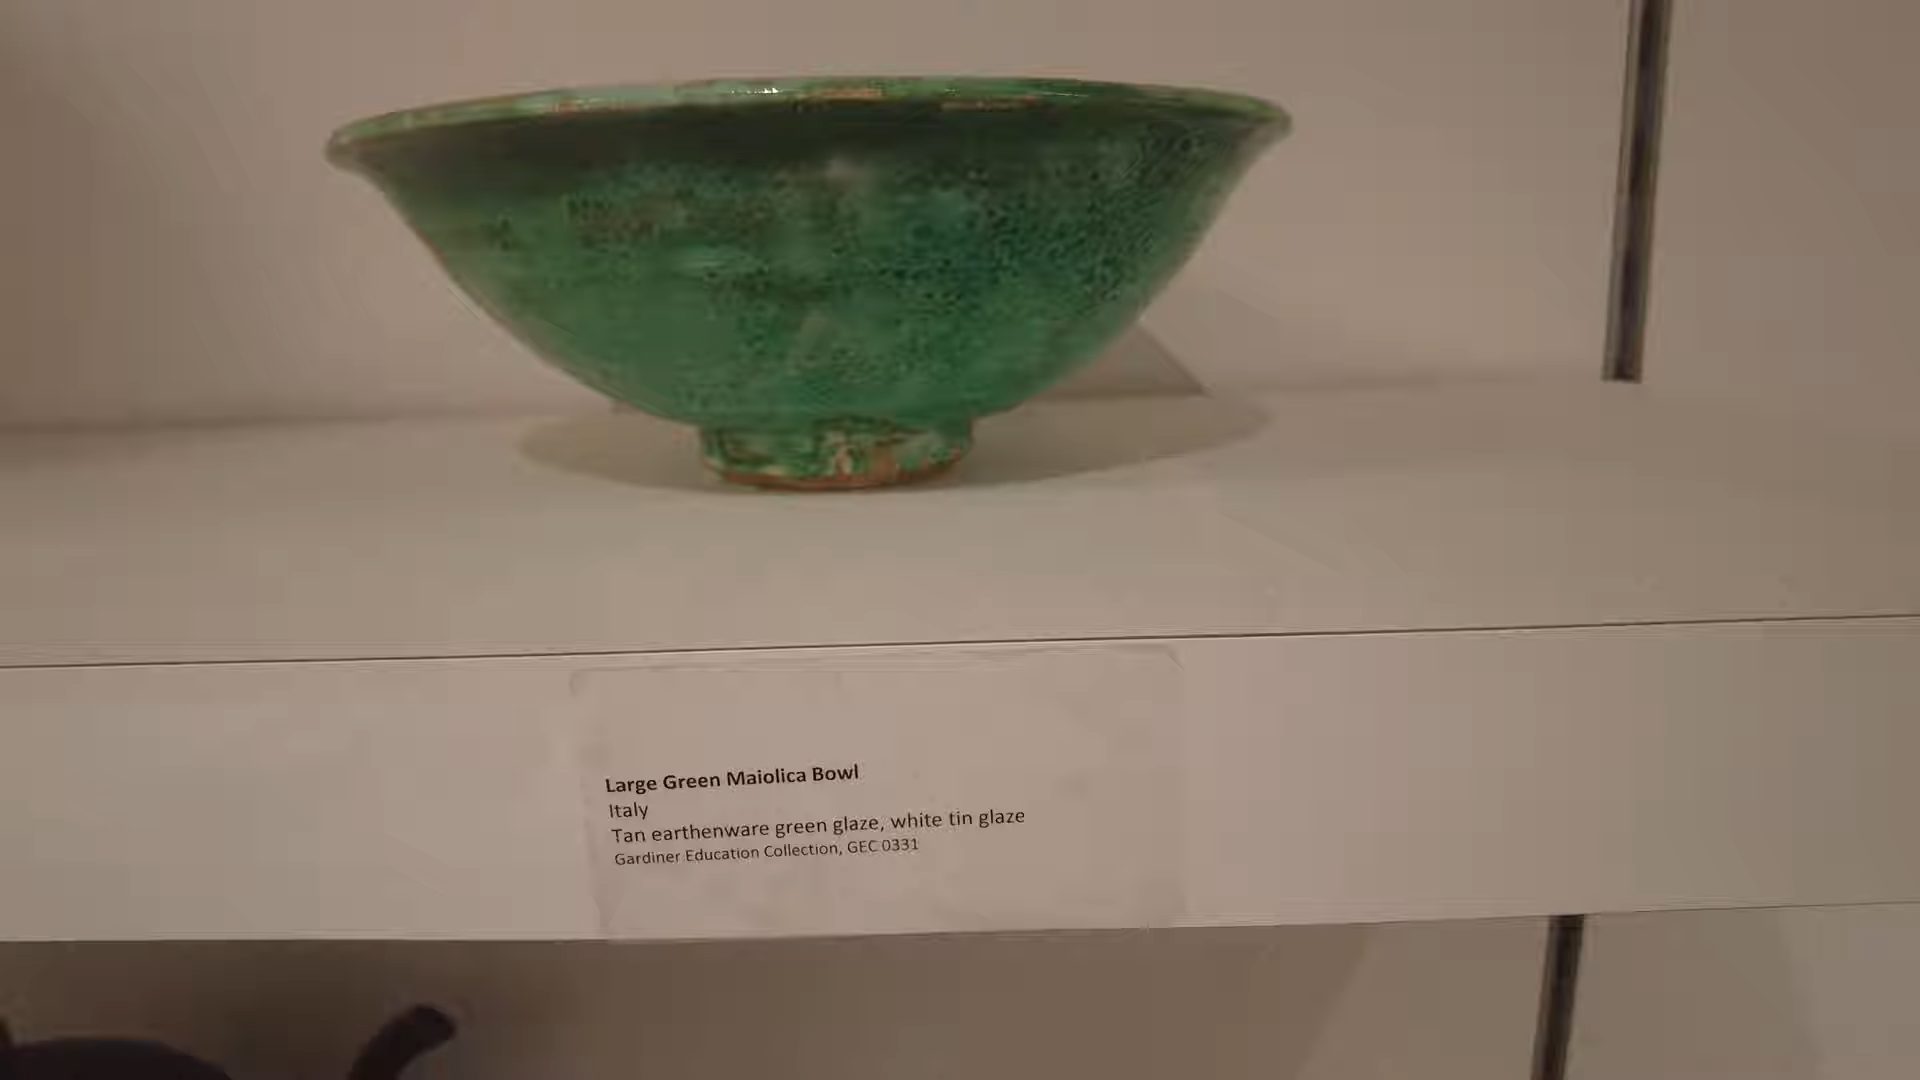 Large Green Maiolica Bowl
Italy
Tan earthenware green glaze, white tin glaze
Gardiner Education Collection, GEC 0331